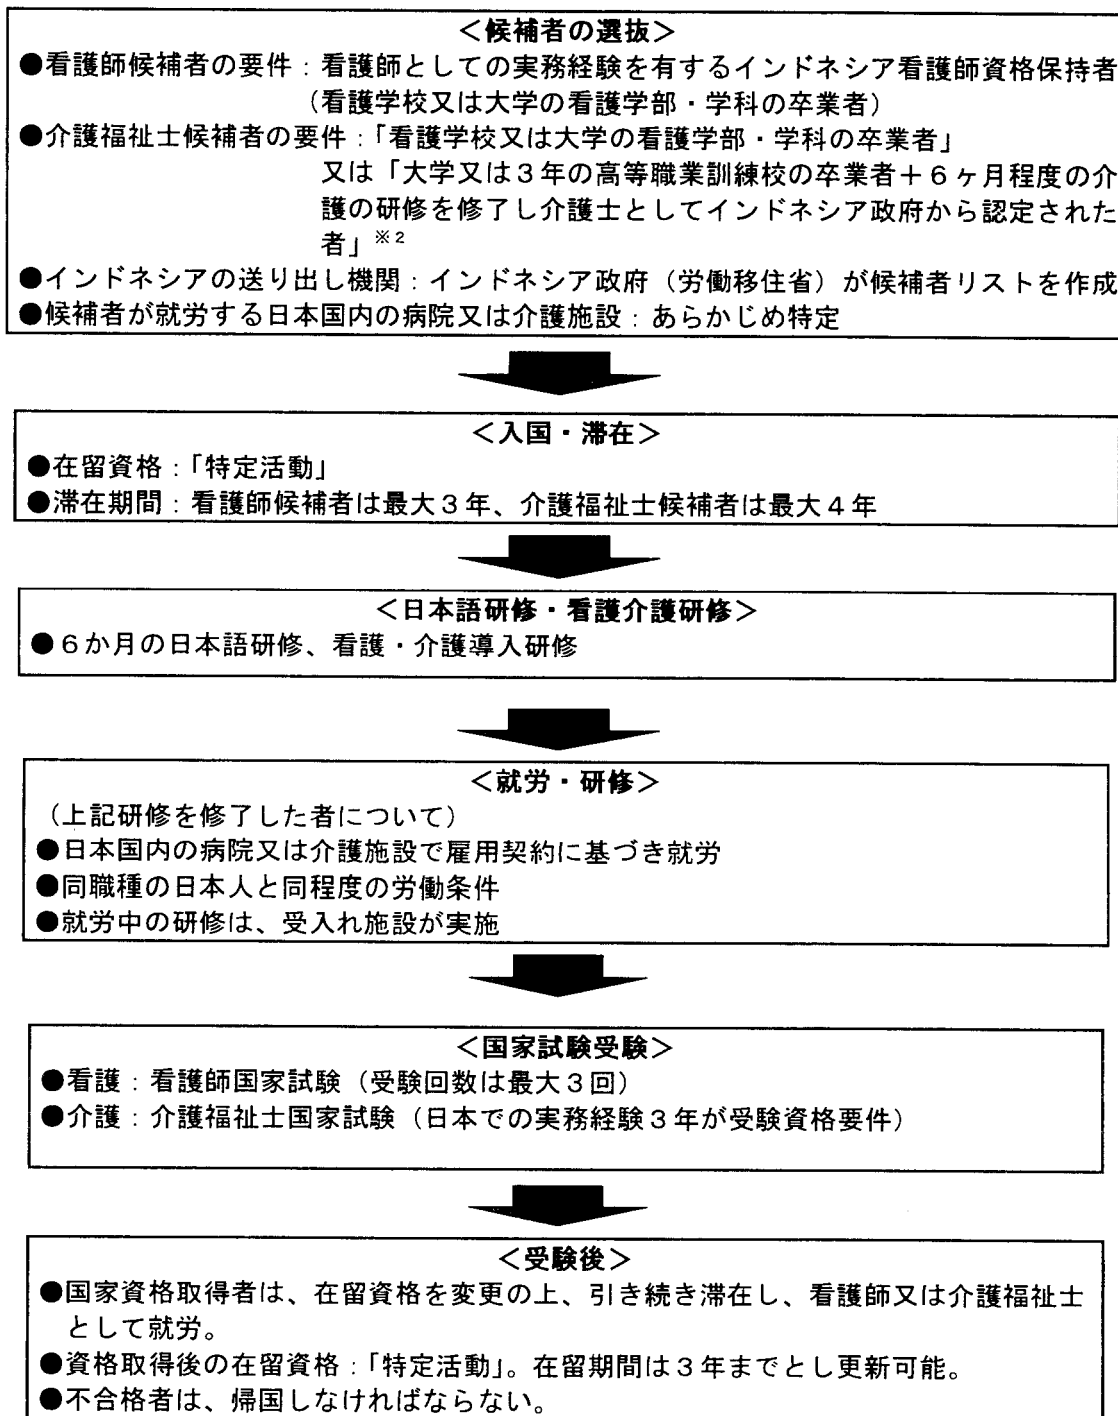 ＜候補者の選抜＞
●看護師候補者の要件：看護師としての実務経験を有するインドネシア看護師資格保持者
（看護学校又は大学の看護学部・学科の卒業者）
●介護福祉士候補者の要件：「看護学校又は大学の看護学部・学科の卒業者」
又は「大学又は３年の高等職業訓練校の卒業者＋６ヶ月程度の介
護の研修を修了し介護士としてインドネシア政府から認定された
者」※２
●インドネシアの送り出し機関：インドネシア政府（労働移住省）が候補者リストを作成
●候補者が就労する日本国内の病院又は介護施設：あらかじめ特定
＜入国・滞在＞
●在留資格：「特定活動」
●滞在期間：看護師候補者は最大３年、介護福祉士候補者は最大４年
＜日本語研修・看護介護研修＞
●６か月の日本語研修、看護・介護導入研修
＜就労・研修＞
（上記研修を修了した者について）
●日本国内の病院又は介護施設で雇用契約に基づき就労
●同職種の日本人と同程度の労働条件
●就労中の研修は、受入れ施設が実施
＜国家試験受験＞
●看護：看護師国家試験（受験回数は最大３回）
●介護：介護福祉士国家試験（日本での実務経験３年が受験資格要件）
＜受験後＞
●国家資格取得者は、在留資格を変更の上、引き続き滞在し、看護師又は介護福祉士
として就労。
●資格取得後の在留資格：「特定活動」。在留期間は３年までとし更新可能。
●不合格者は、帰国しなければならない。